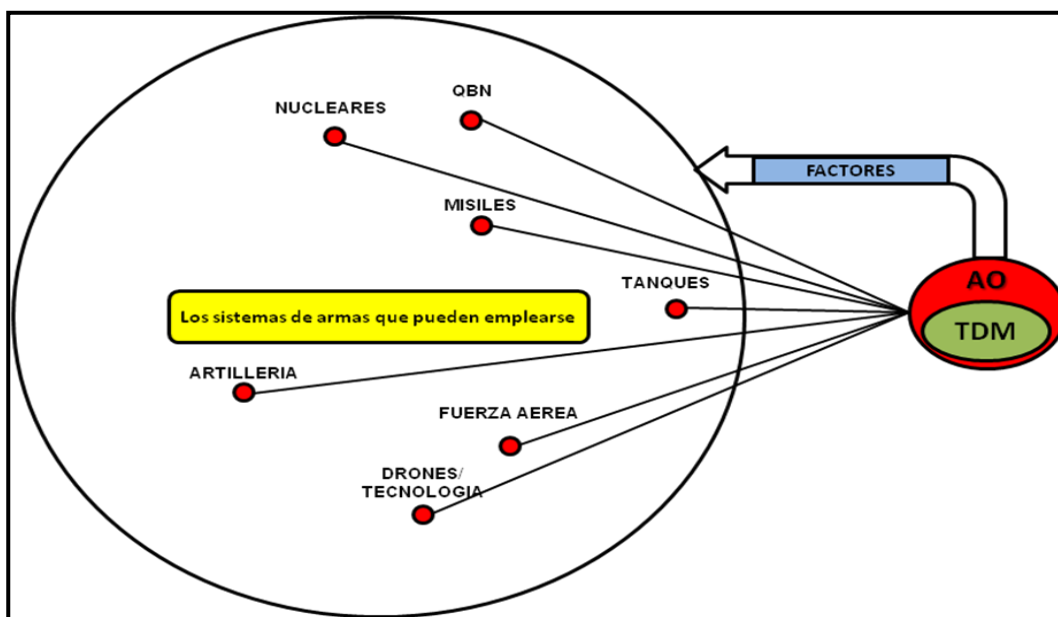 QBN
NUCLEARES
FACTORES
MISILES
TANQUES
AO
Los sistemas de armas que pueden emplearse
TDM
ARTILLERIA
FUERZA AEREA
DRONES/
TECNOLOGIA